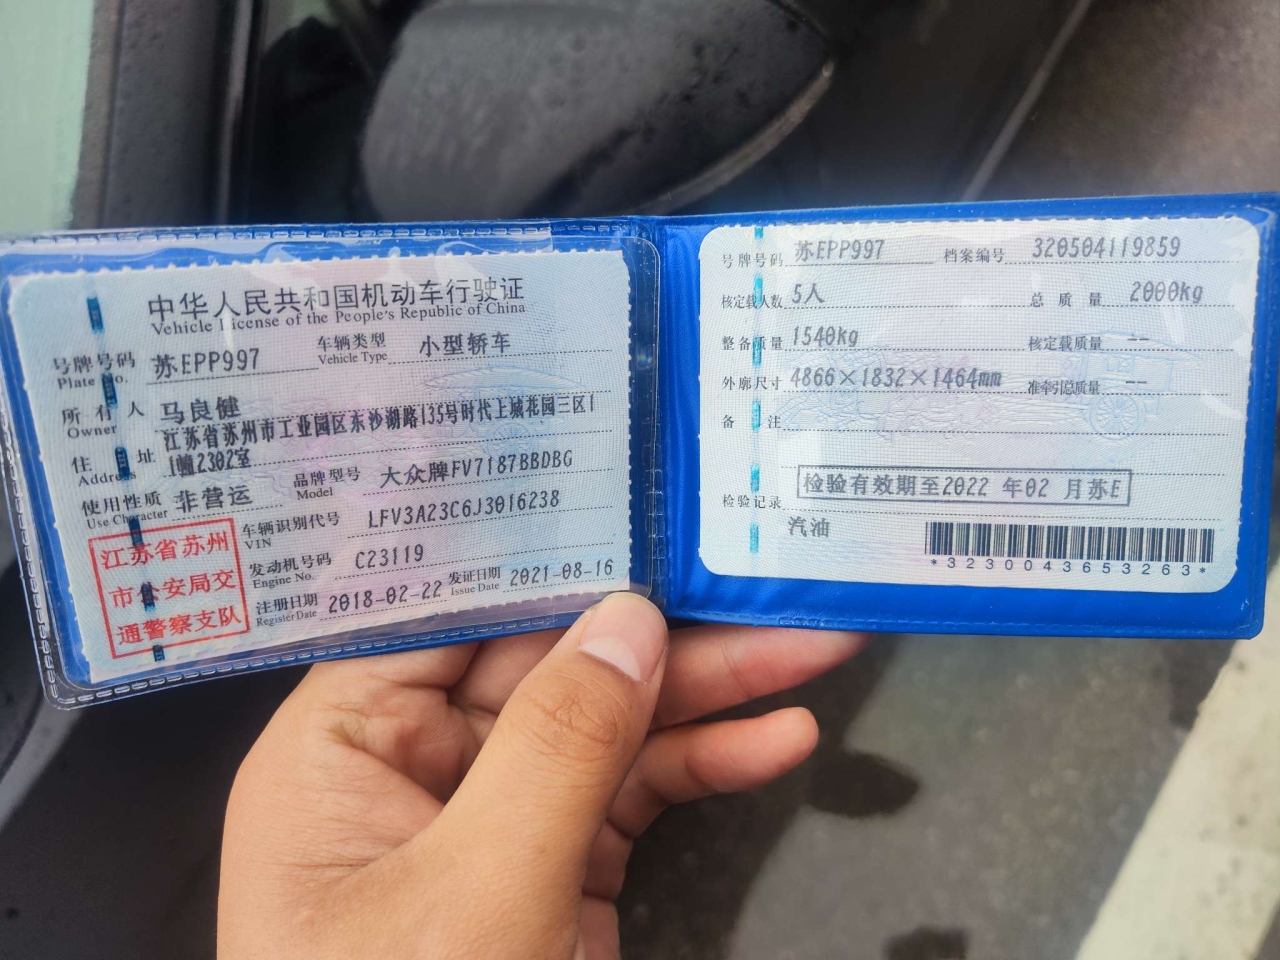 中华人民共和国机动车行驶证
Vehicle License of the People's Republic of China
号牌号码 苏EPP997 车辆类型 小型轿车
Plate No. Vehicle Type
所有人 马良健
Owner
住址 江苏省苏州市工业园区东沙湖路135号时代上城花园三区1
Address 1幢2302室
使用性质 非营运 品牌型号 大众牌FV7187BBDBG
Use Character Model
江苏省苏州
市公安局交
通警察支队
车辆识别代号 LFV3A23C6J3016238
VIN
发动机号码 C23119
Engine No.
注册日期 2018-02-22 发证日期 2021-08-16
Register Date Issue Date
号牌号码 苏EPP997 档案编号 320504119859
核定载人数 5人 总质量 2000kg
整备质量 1540kg 核定载质量 --
外廓尺寸 4866×1832×1464mm 准牵引总质量 --
备注
检验记录 检验有效期至2022 年02 月苏E
汽油
*3230043653263*